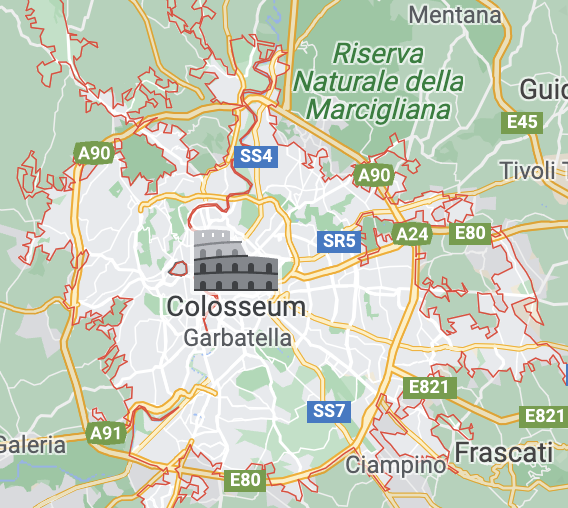 Mentana
Riserva
Naturale della
Marcigliana
E45
A90
SS4
A90
Tivoli T
SR5
A24
E80
Colosseum
Garbatella
E821
SS7
E821
A91
Galeria
Frascati
Ciampino
E80